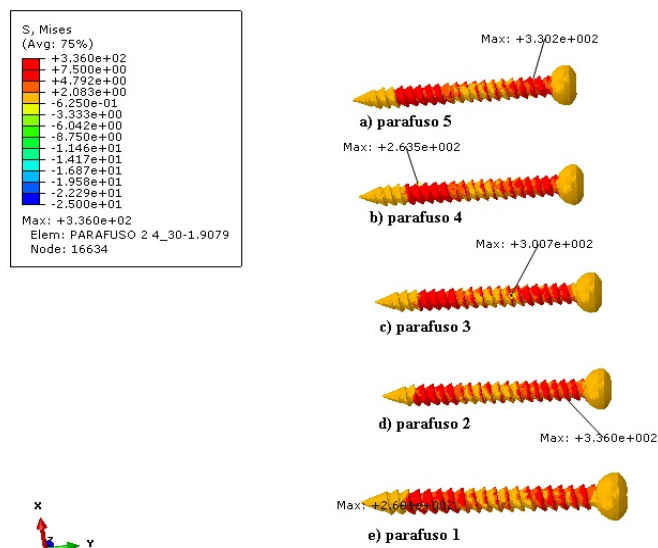 S, Mises
(Avg: 75%)
+3.360e+02
+7.500e+00
+4.792e+00
+2.083e+00
-6.250e-01
-3.333e+00
-6.042e+00
-8.750e+00
-1.146e+01
-1.417e+01
-1.687e+01
-1.958e+01
-2.229e+01
-2.500e+01
Max: +3.360e+02
Elem: PARAFUSO 2 4_30-1.9079
Node: 16634
Max: +3.302e+002
a) parafuso 5
Max: +2.635e+002
b) parafuso 4
Max: +3.007e+002
c) parafuso 3
d) parafuso 2
Max: +3.360e+002
Max:
e) parafuso 1
X
Z
Y